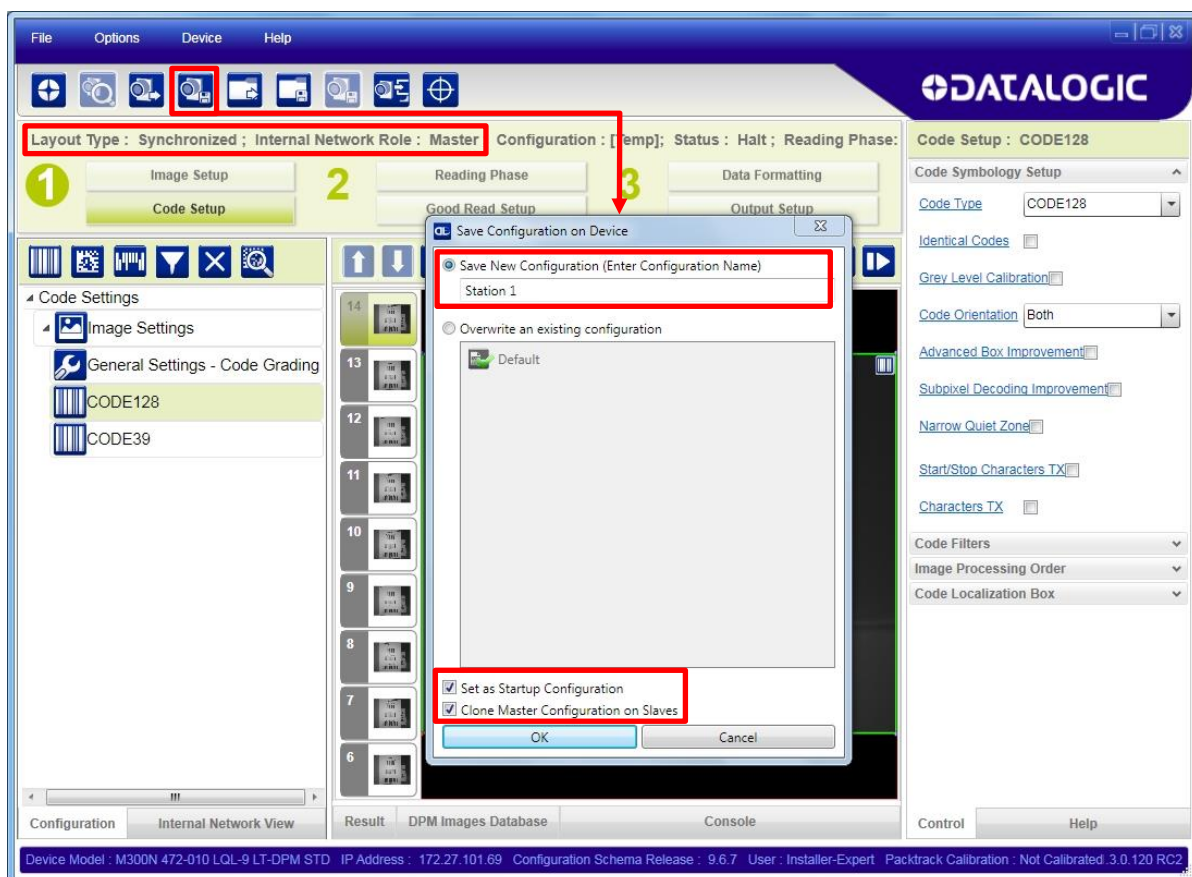 File Options Device Help
DATALOGIC
Layout Type : Synchronized ; Internal Network Role : Master Configuration : [Temp]; Status : Halt ; Reading Phase:
1 Image Setup 2 Reading Phase 3 Data Formatting
Code Setup Good Read Setup Output Setup
Code Settings
Image Settings
General Settings - Code Grading
CODE128
CODE39
Configuration Internal Network View
14
13
12
11
10
9
8
7
6
Result DPM Images Database Console
Save Configuration on Device
Save New Configuration (Enter Configuration Name)
Station 1
Overwrite an existing configuration
Default
Set as Startup Configuration
Clone Master Configuration on Slaves
OK Cancel
Code Setup : CODE128
Code Symbology Setup
Code Type CODE128
Identical Codes
Grey Level Calibration
Code Orientation Both
Advanced Box Improvement
Subpixel Decoding Improvement
Narrow Quiet Zone
Start/Stop Characters TX
Characters TX
Code Filters
Image Processing Order
Code Localization Box
Control Help
Device Model : M300N 472-010 LQL-9 LT-DPM STD IP Address : 172.27.101.69 Configuration Schema Release : 9.6.7 User : Installer-Expert Packtrack Calibration : Not Calibrated .3.0.120 RC2